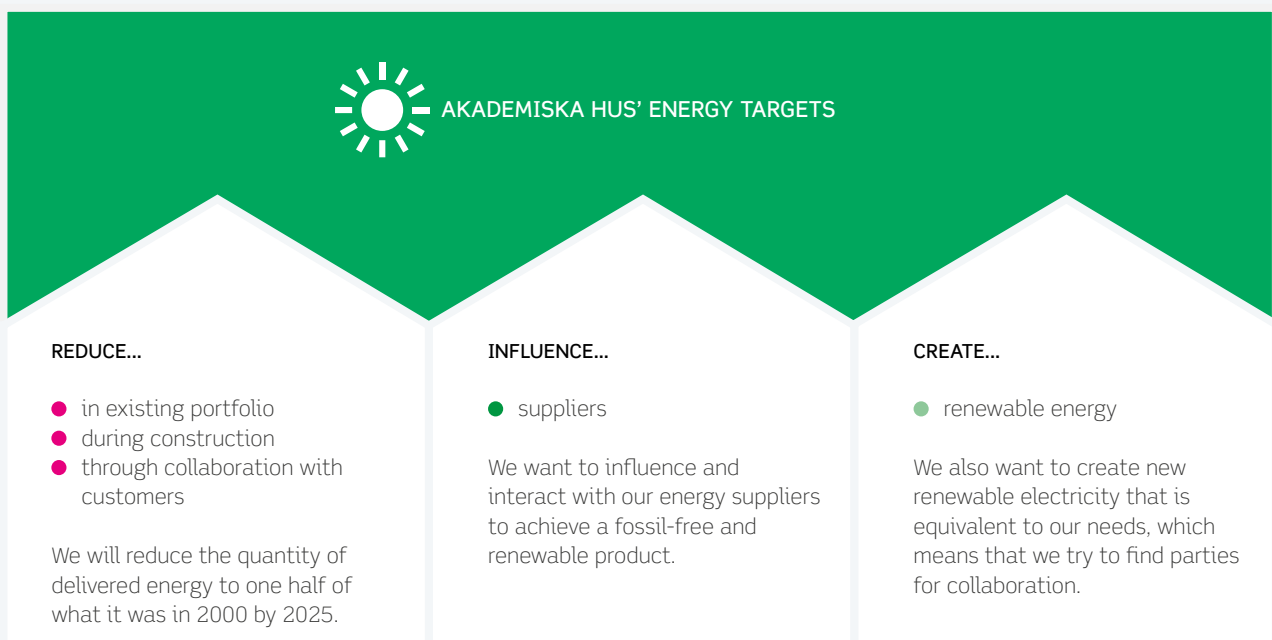 AKADEMISKA HUS’ ENERGY TARGETS
REDUCE...
in existing portfolio
during construction
through collaboration with
customers
We will reduce the quantity of
delivered energy to one half of
what it was in 2000 by 2025.
INFLUENCE...
suppliers
We want to influence and
interact with our energy suppliers
to achieve a fossil-free and
renewable product.
CREATE...
renewable energy
We also want to create new
renewable electricity that is
equivalent to our needs, which
means that we try to find parties
for collaboration.